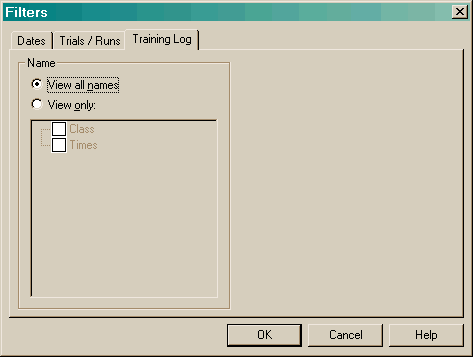 Filters
Dates Trials / Runs Training Log
Name
View all names
View only:
Class
Times
OK Cancel Help